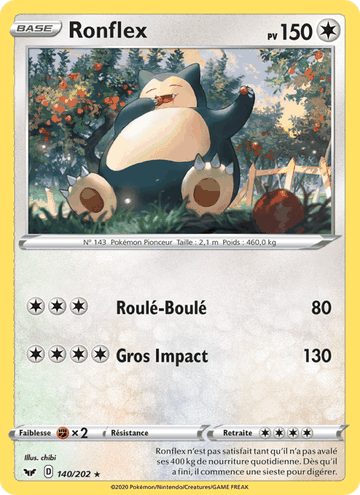 BASE Ronflex PV 150
N° 143 Pokémon Pionceur Taille : 2,1 m Poids : 460,0 kg
Roulé-Boulé 80
Gros Impact 130
Faiblesse ×2 Résistance Retraite
Illus. chibi
D 140/202 ★
Ronflex n'est pas satisfait tant qu'il n'a pas avalé
ses 400 kg de nourriture quotidienne. Dès qu'il
a fini, il commence une sieste pour digérer.
©2020 Pokémon/Nintendo/Creatures/GAME FREAK